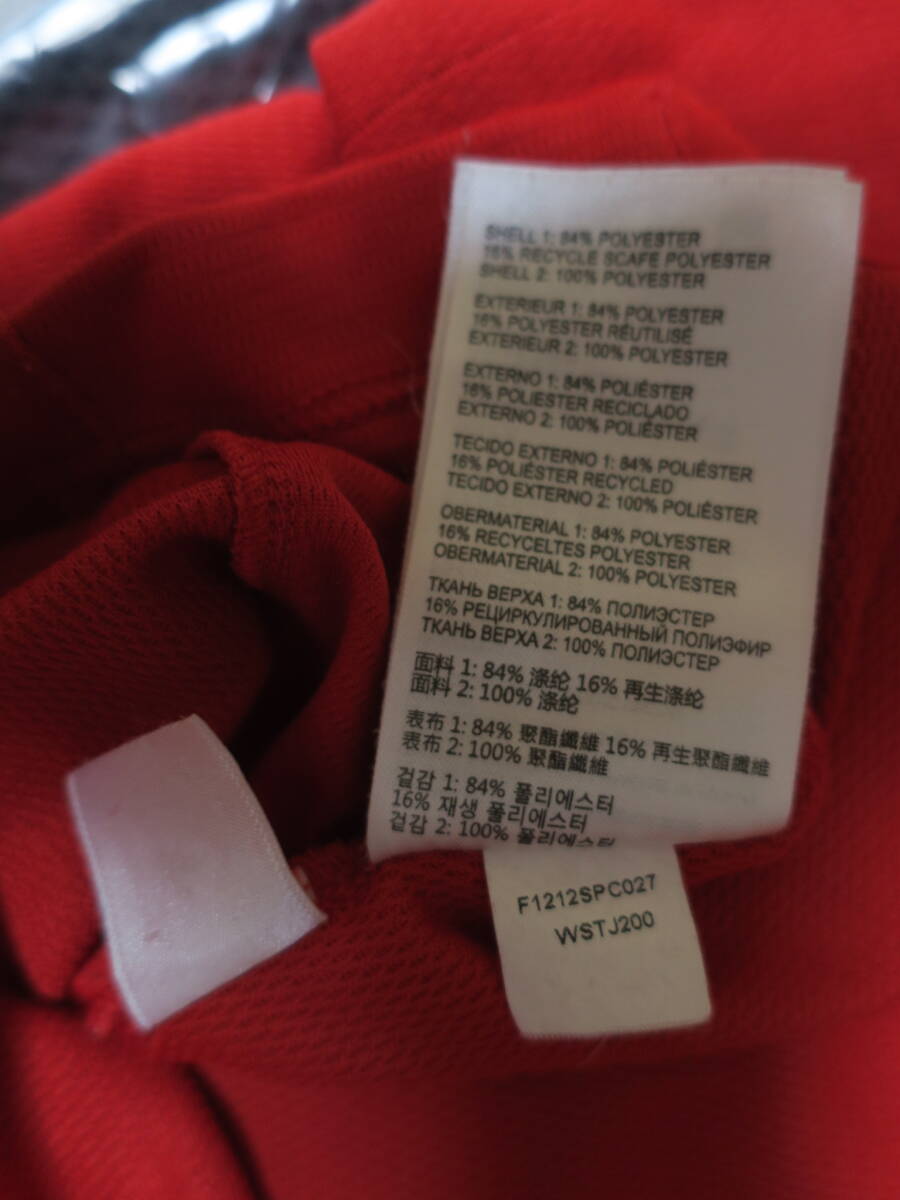 SHELL 1: 84% POLYESTER
16% RECYCLE SCAFE POLYESTER
SHELL 2: 100% POLYESTER
EXTERIEUR 1: 84% POLYESTER
16% POLYESTER RÉUTILISÉ
EXTERIEUR 2: 100% POLYESTER
EXTERNO 1: 84% POLIÉSTER
16% POLIESTER RECICLADO
EXTERNO 2: 100% POLIÉSTER
TECIDO EXTERNO 1: 84% POLIÉSTER
16% POLIÉSTER RECYCLED
TECIDO EXTERNO 2: 100% POLIÉSTER
OBERMATERIAL 1: 84% POLYESTER
16% RECYCELTES POLYESTER
OBERMATERIAL 2: 100% POLYESTER
ТКАНЬ ВЕРХА 1: 84% ПОЛИЭСТЕР
16% РЕЦИРКУЛИРОВАННЫЙ ПОЛИЭФИР
ТКАНЬ ВЕРХА 2: 100% ПОЛИЭСТЕР
面料 1: 84% 涤纶 16% 再生涤纶
面料 2: 100% 涤纶
表布 1: 84% 聚酯纖維 16% 再生聚酯纖維
表布 2: 100% 聚酯纖維
겉감 1: 84% 폴리에스터
16% 재생 폴리에스터
겉감 2: 100% 폴리에스터
F1212SPC027
WSTJ200